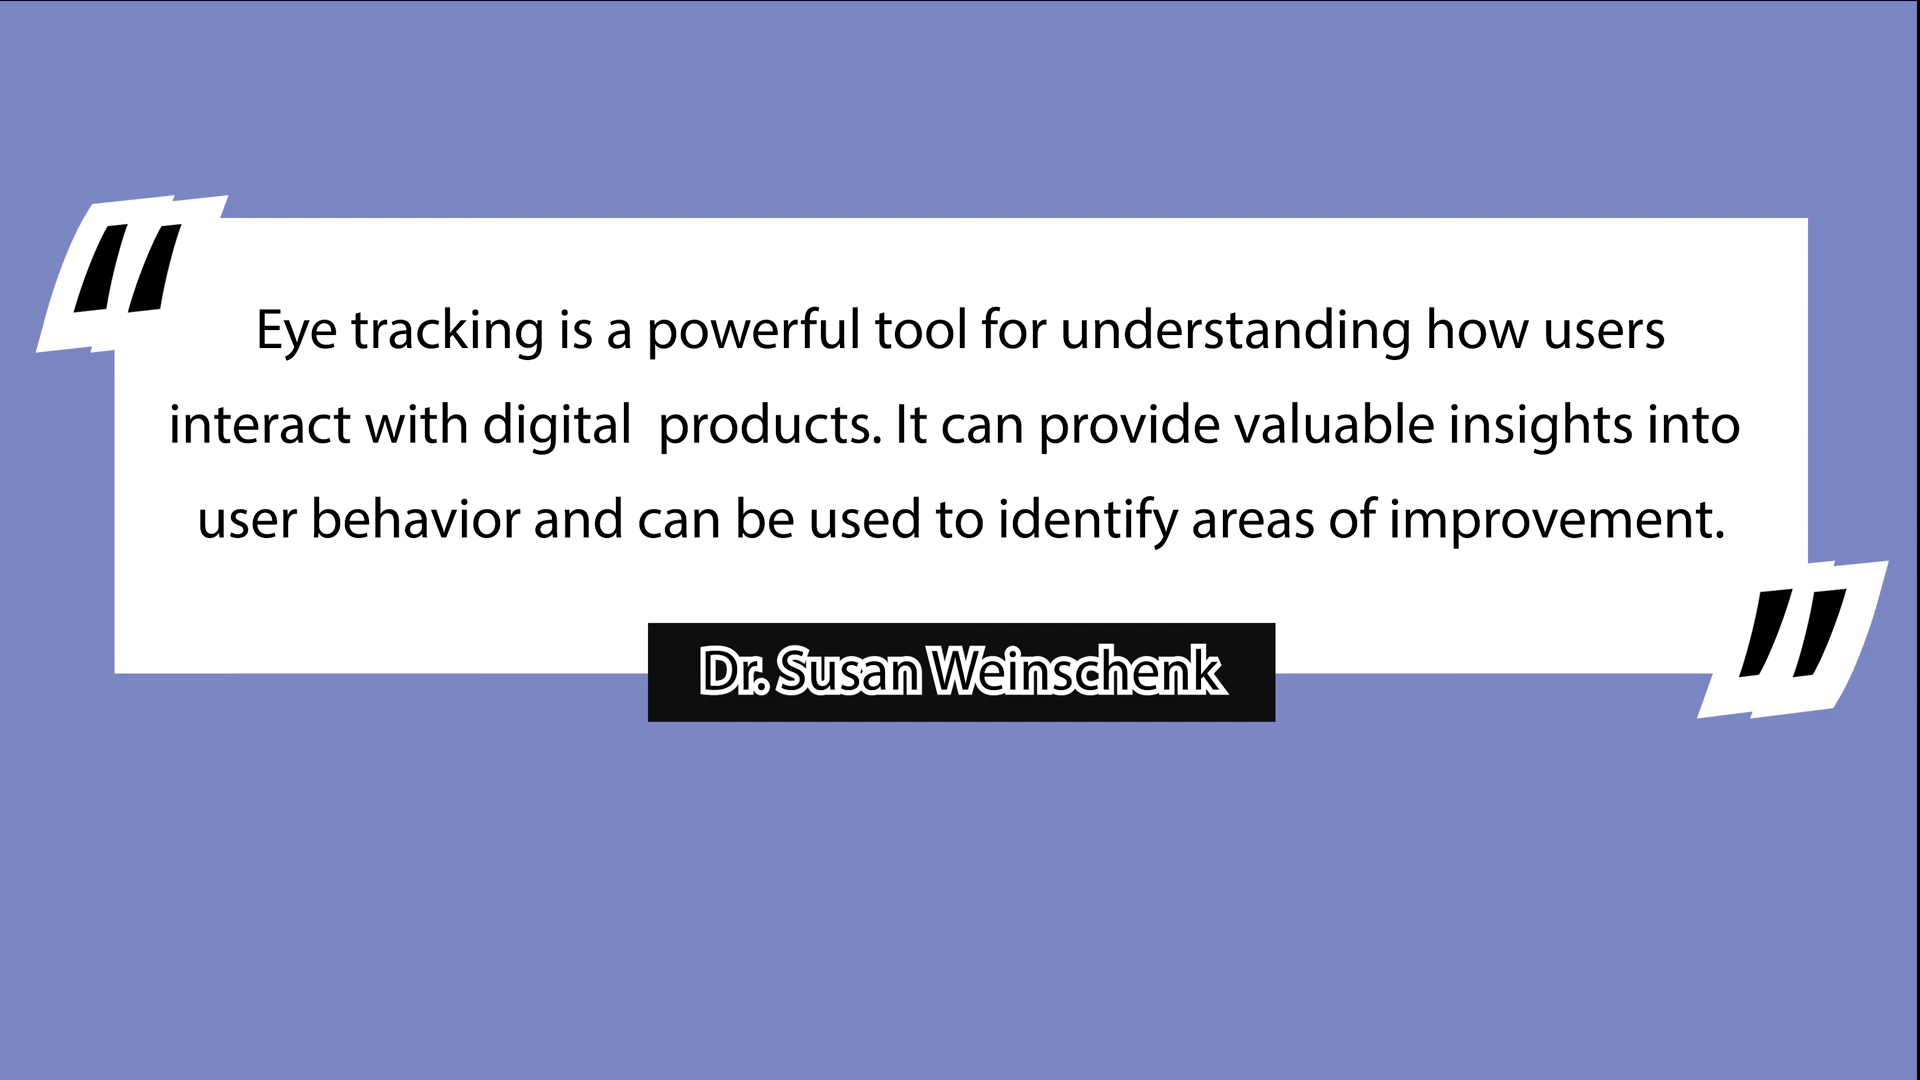 "
Eye tracking is a powerful tool for understanding how users
interact with digital  products. It can provide valuable insights into
user behavior and can be used to identify areas of improvement.
"
Dr. Susan Weinschenk